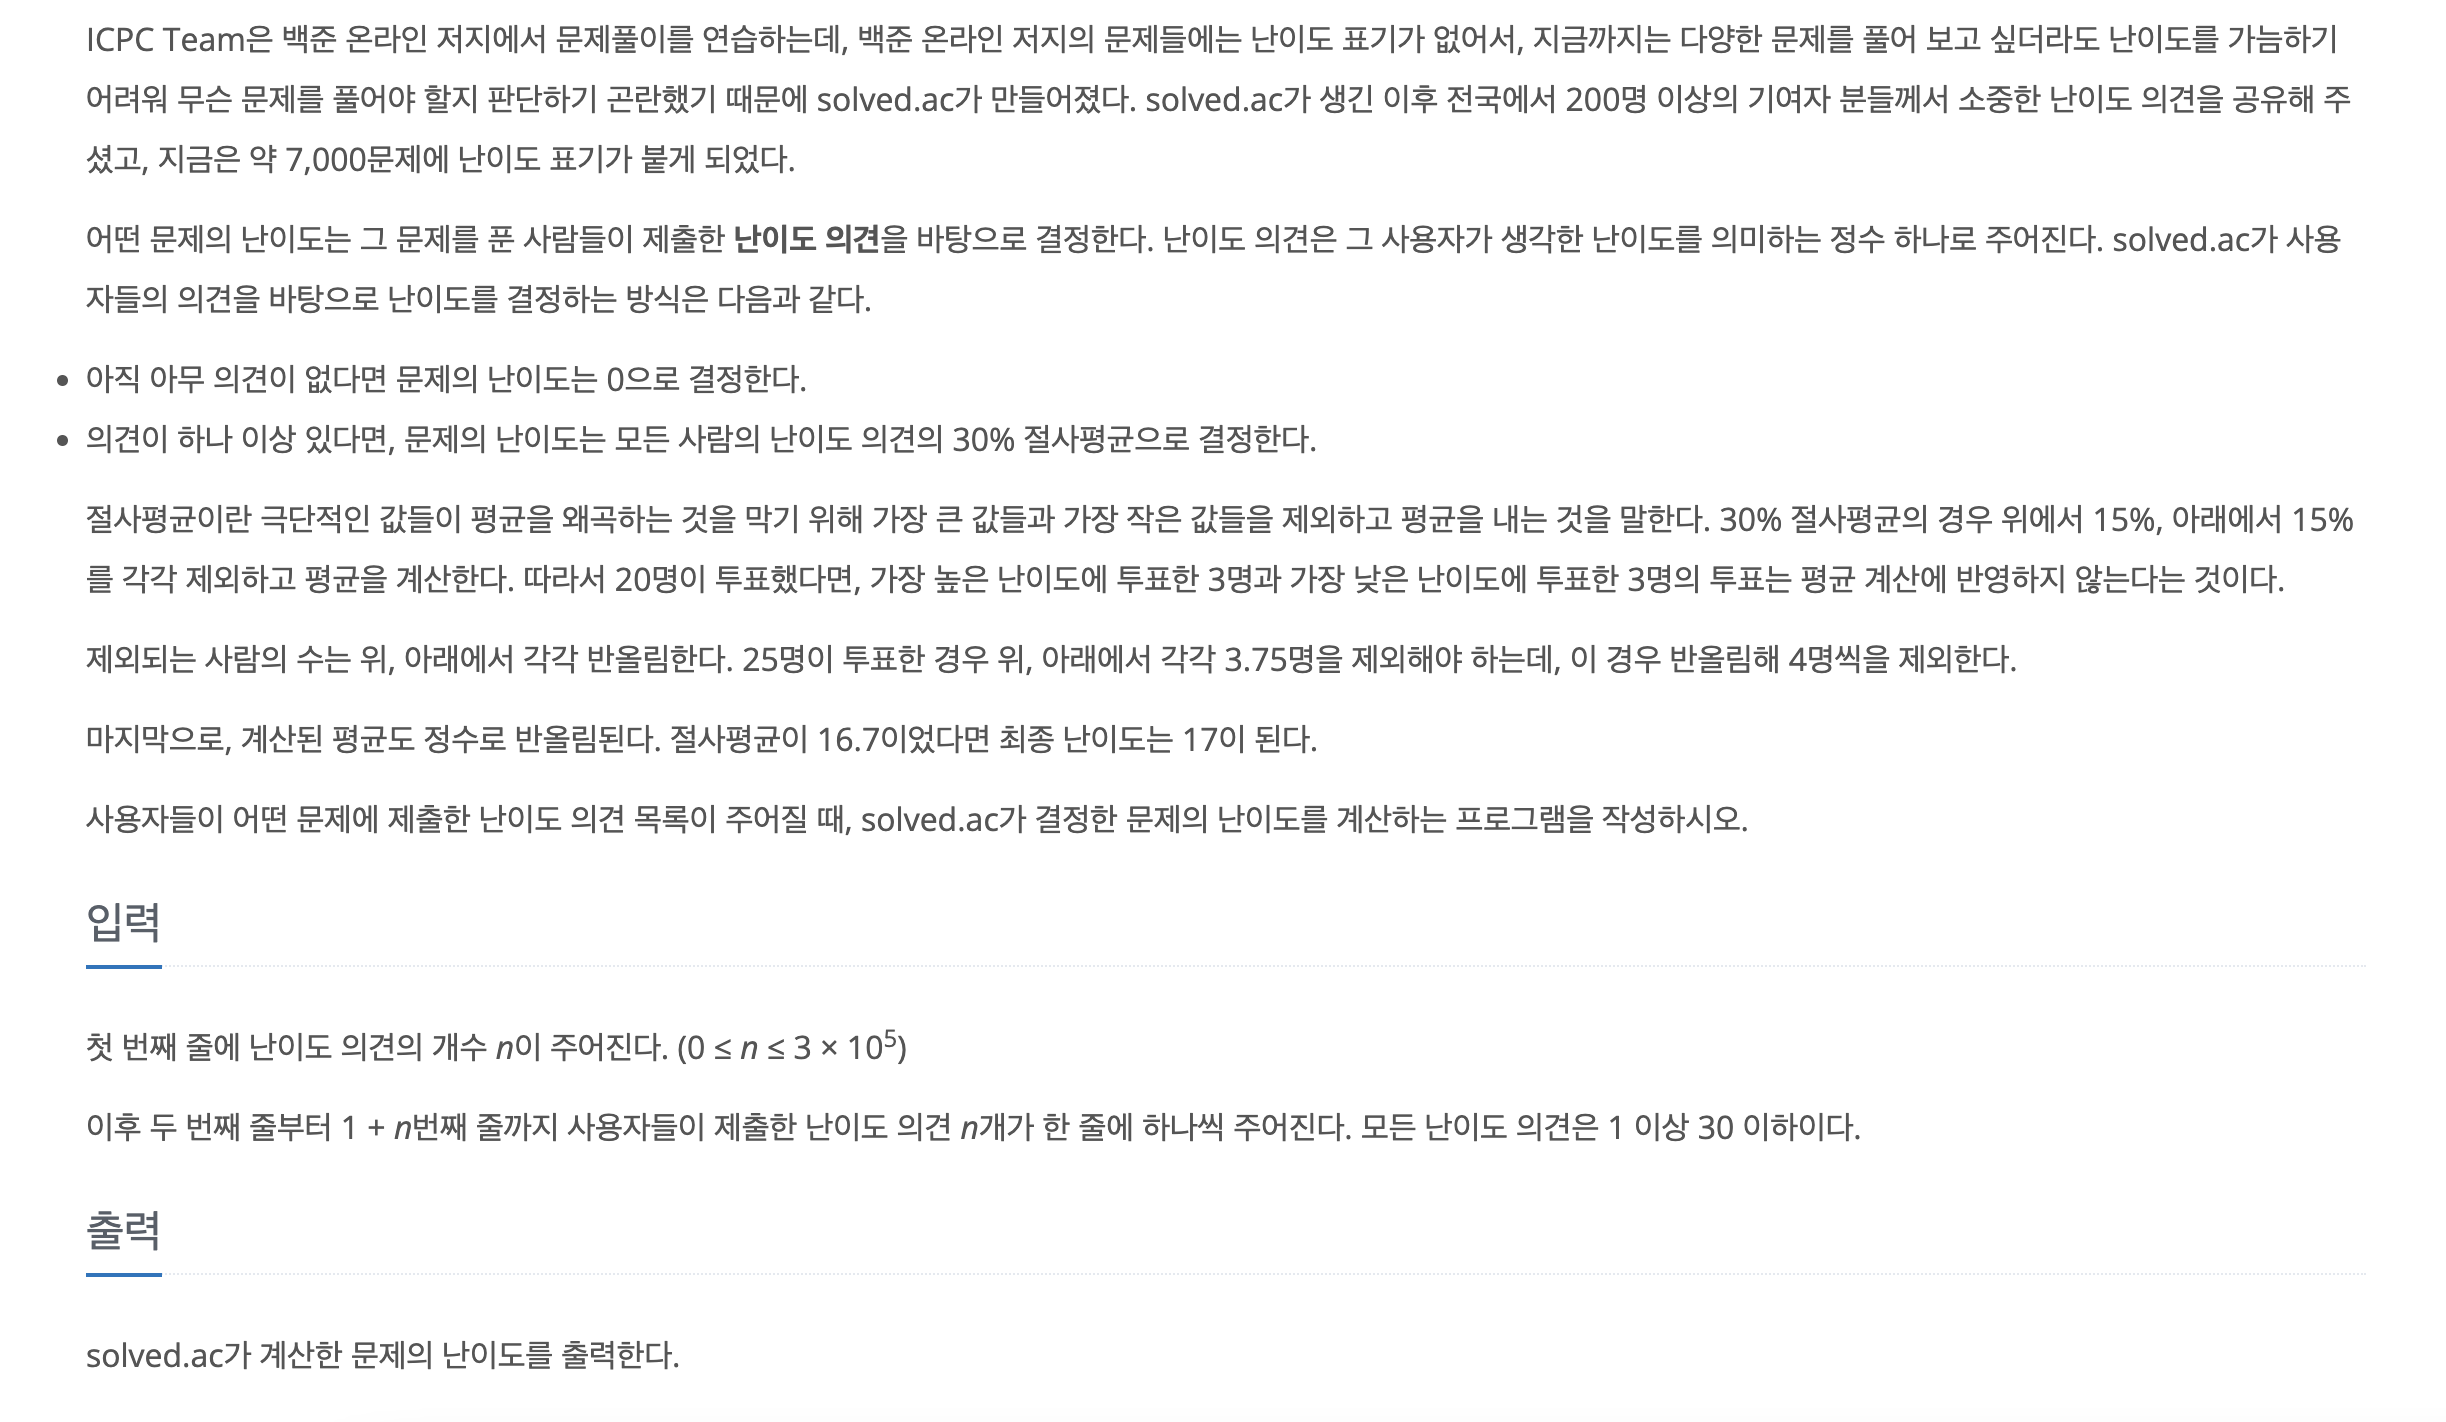 ICPC Team은 백준 온라인 저지에서 문제풀이를 연습하는데, 백준 온라인 저지의 문제들에는 난이도 표기가 없어서, 지금까지는 다양한 문제를 풀어 보고 싶더라도 난이도를 가늠하기
어려워 무슨 문제를 풀어야 할지 판단하기 곤란했기 때문에 solved.ac가 만들어졌다. solved.ac가 생긴 이후 전국에서 200명 이상의 기여자 분들께서 소중한 난이도 의견을 공유해 주
셨고, 지금은 약 7,000문제에 난이도 표기가 붙게 되었다.
어떤 문제의 난이도는 그 문제를 푼 사람들이 제출한 난이도 의견을 바탕으로 결정한다. 난이도 의견은 그 사용자가 생각한 난이도를 의미하는 정수 하나로 주어진다. solved.ac가 사용
자들의 의견을 바탕으로 난이도를 결정하는 방식은 다음과 같다.
• 아직 아무 의견이 없다면 문제의 난이도는 0으로 결정한다.
• 의견이 하나 이상 있다면, 문제의 난이도는 모든 사람의 난이도 의견의 30% 절사평균으로 결정한다.
절사평균이란 극단적인 값들이 평균을 왜곡하는 것을 막기 위해 가장 큰 값들과 가장 작은 값들을 제외하고 평균을 내는 것을 말한다. 30% 절사평균의 경우 위에서 15%, 아래에서 15%
를 각각 제외하고 평균을 계산한다. 따라서 20명이 투표했다면, 가장 높은 난이도에 투표한 3명과 가장 낮은 난이도에 투표한 3명의 투표는 평균 계산에 반영하지 않는다는 것이다.
제외되는 사람의 수는 위, 아래에서 각각 반올림한다. 25명이 투표한 경우 위, 아래에서 각각 3.75명을 제외해야 하는데, 이 경우 반올림해 4명씩을 제외한다.
마지막으로, 계산된 평균도 정수로 반올림된다. 절사평균이 16.7이었다면 최종 난이도는 17이 된다.
사용자들이 어떤 문제에 제출한 난이도 의견 목록이 주어질 때, solved.ac가 결정한 문제의 난이도를 계산하는 프로그램을 작성하시오.
입력
첫 번째 줄에 난이도 의견의 개수 n이 주어진다. (0 ≤ n ≤ 3 × 10⁵)
이후 두 번째 줄부터 1 + n번째 줄까지 사용자들이 제출한 난이도 의견 n개가 한 줄에 하나씩 주어진다. 모든 난이도 의견은 1 이상 30 이하이다.
출력
solved.ac가 계산한 문제의 난이도를 출력한다.